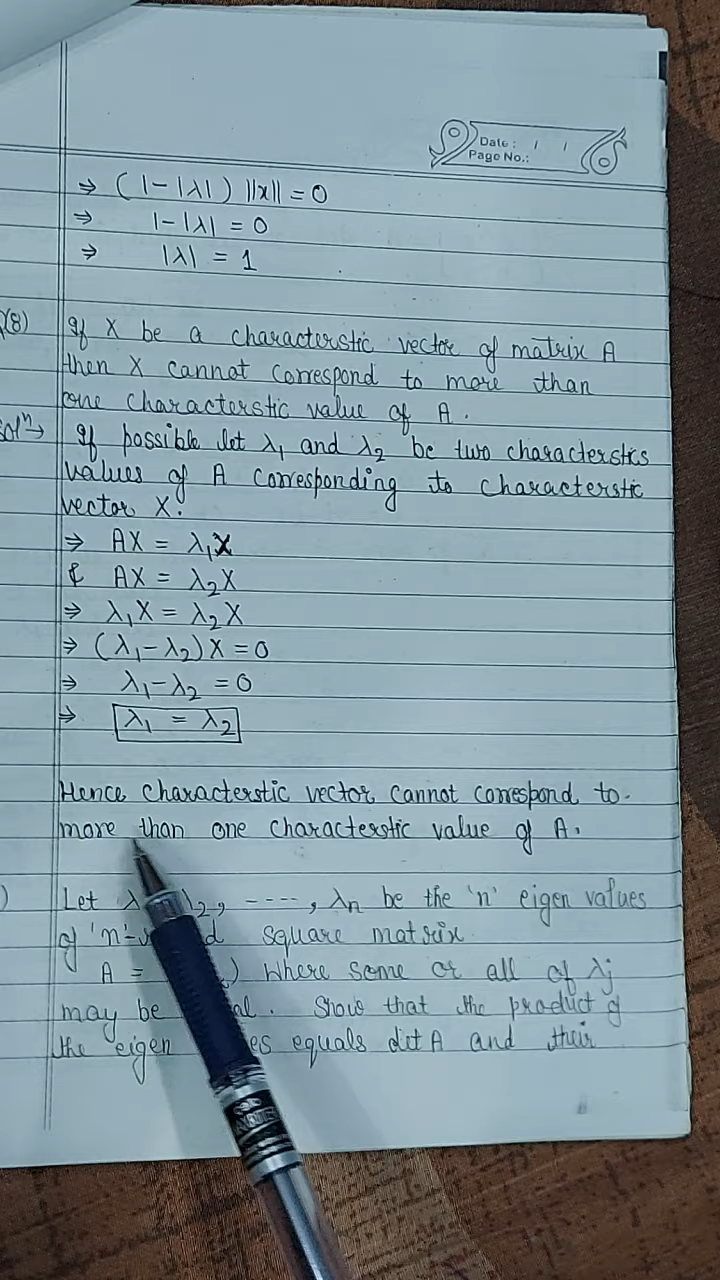 Date : / /
Page No.:
⇒ (1-|λ|) ||x|| = 0
⇒ 1-|λ| = 0
⇒ |λ| = 1
(8) If X be a characterstic vector of matrix A
then X cannot correspond to more than
one characterstic value of A.
Solⁿ→ If possible let λ₁ and λ₂ be two characterstics
values of A corresponding to characterstic
vector X.
⇒ AX = λ₁X
& AX = λ₂X
⇒ λ₁X = λ₂X
⇒ (λ₁-λ₂)X = 0
⇒ λ₁-λ₂ = 0
⇒ λ₁ = λ₂
Hence characterstic vector cannot correspond to
more than one characterstic value of A.
) Let λ λ₂, ----, λn be the 'n' eigen values
of 'n' square matrix
A = ) where some or all of λj
may be Show that the product of
the eigen equals det A and their